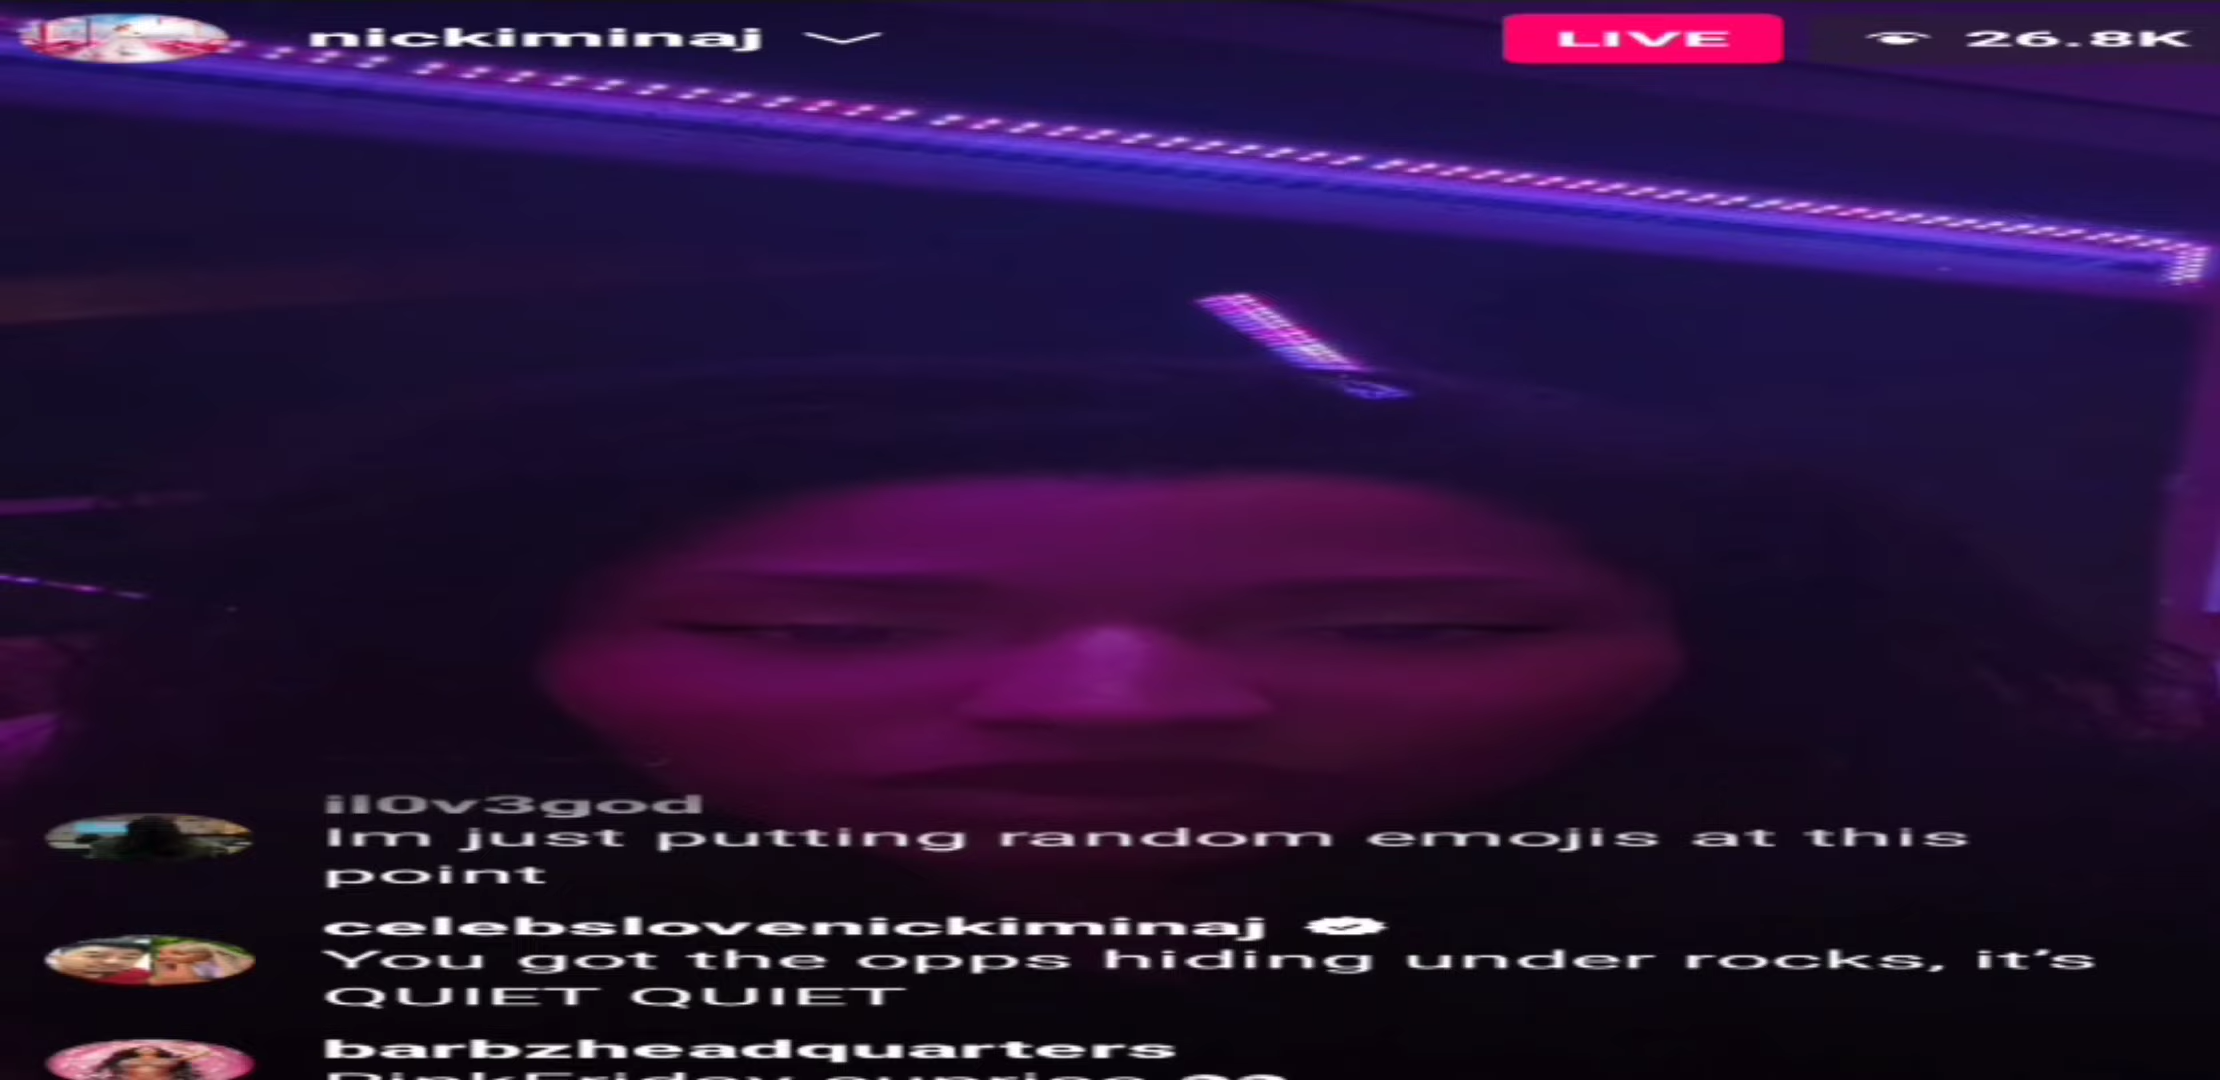 nickiminaj
LIVE
26.8K
il0v3god
Im just putting random emojis at this
point
celebslovenickiminaj
You got the opps hiding under rocks, it's
QUIET QUIET
barbzheadquarters